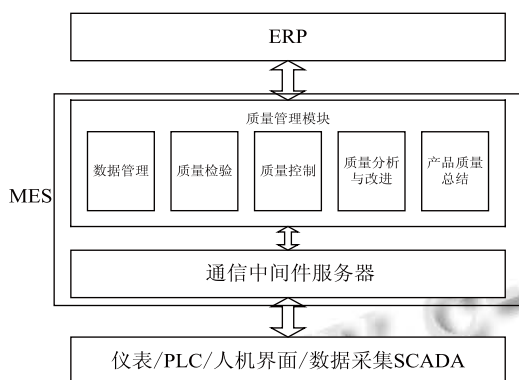 ERP
质量管理模块
数据管理
质量检验
质量控制
质量分析
与改进
产品质量
总结
MES
通信中间件服务器
仪表/PLC/人机界面/数据采集SCADA